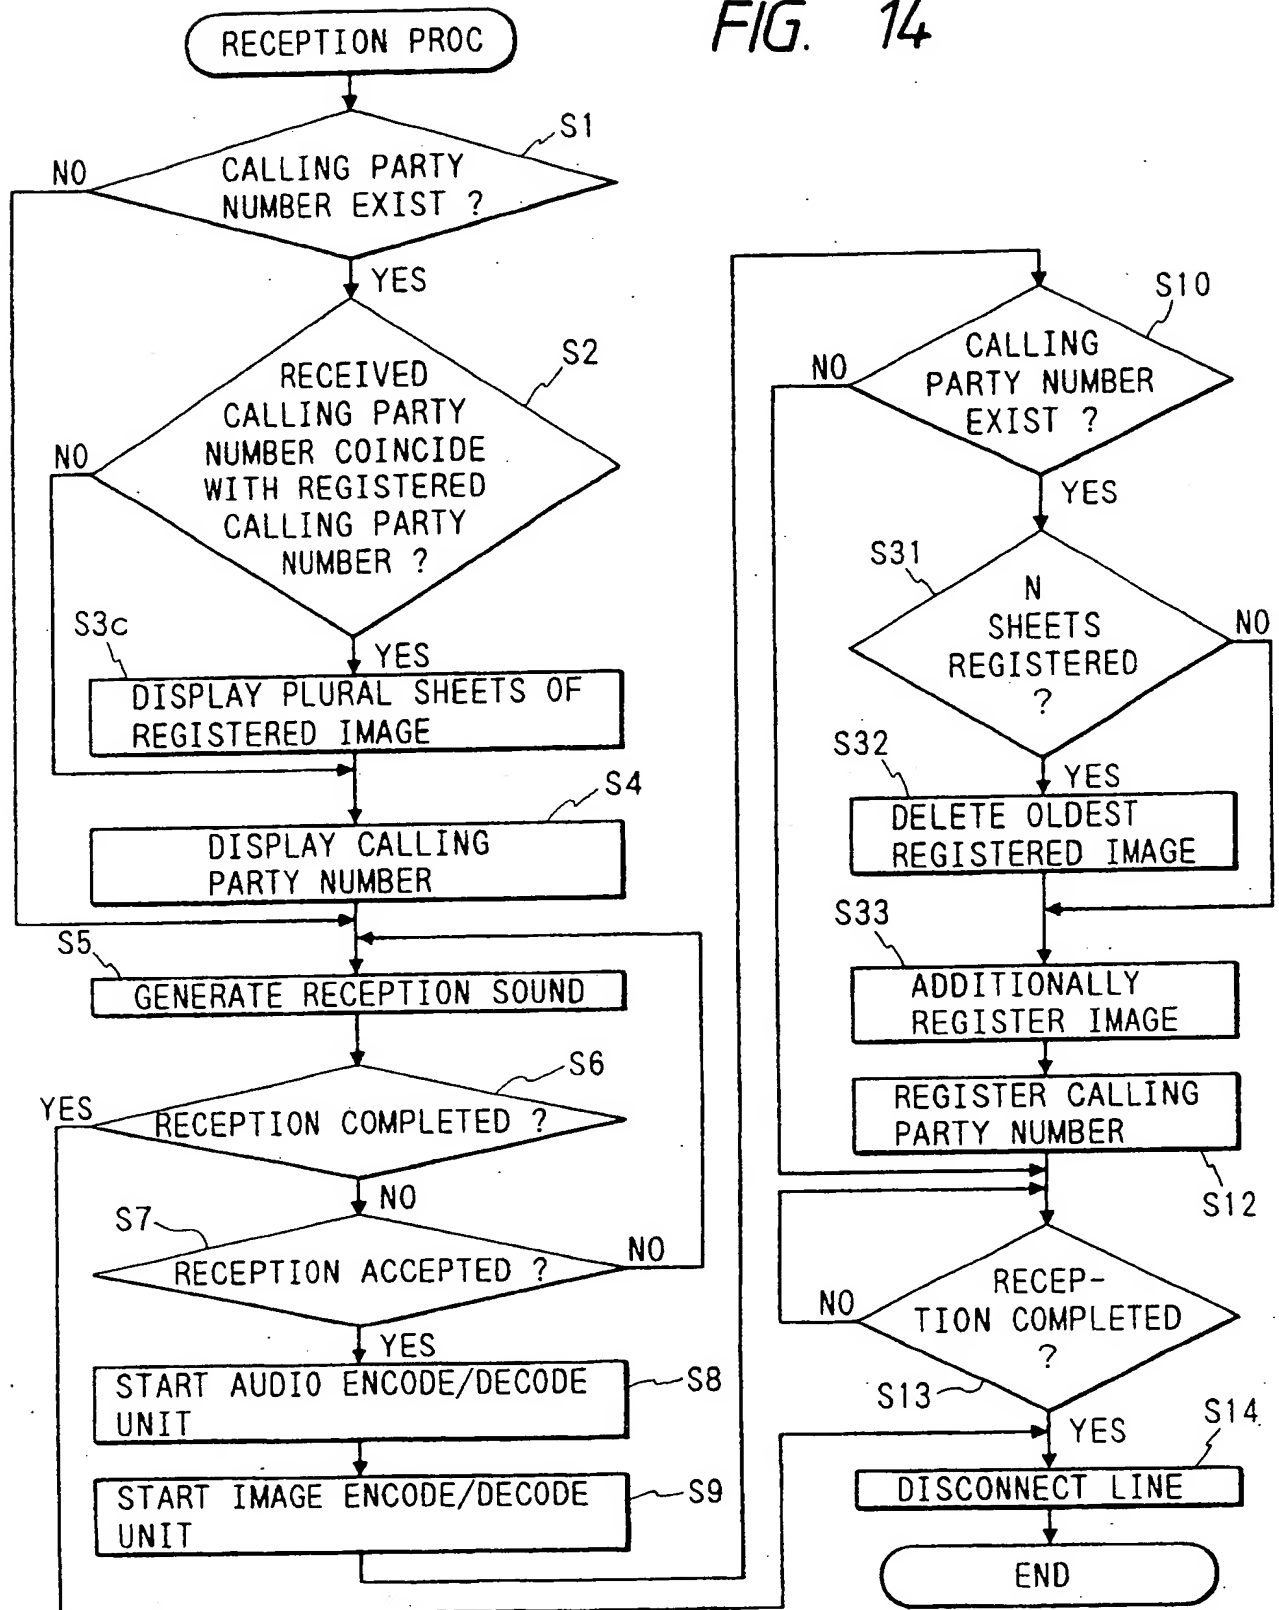 FIG. 14
RECEPTION PROC
S1
NO
CALLING PARTY
NUMBER EXIST ?
YES
S2
RECEIVED
CALLING PARTY
NUMBER COINCIDE
WITH REGISTERED
CALLING PARTY
NUMBER ?
NO
S3c
YES
DISPLAY PLURAL SHEETS OF
REGISTERED IMAGE
S4
DISPLAY CALLING
PARTY NUMBER
S5
GENERATE RECEPTION SOUND
S6
YES
RECEPTION COMPLETED ?
NO
S7
NO
RECEPTION ACCEPTED ?
YES
START AUDIO ENCODE/DECODE
UNIT
S8
START IMAGE ENCODE/DECODE
UNIT
S9
S10
NO
CALLING
PARTY NUMBER
EXIST ?
YES
S31
N
SHEETS
REGISTERED
?
NO
S32
YES
DELETE OLDEST
REGISTERED IMAGE
S33
ADDITIONALLY
REGISTER IMAGE
REGISTER CALLING
PARTY NUMBER
S12
NO
RECEP-
TION COMPLETED
?
S13
YES
S14
DISCONNECT LINE
END